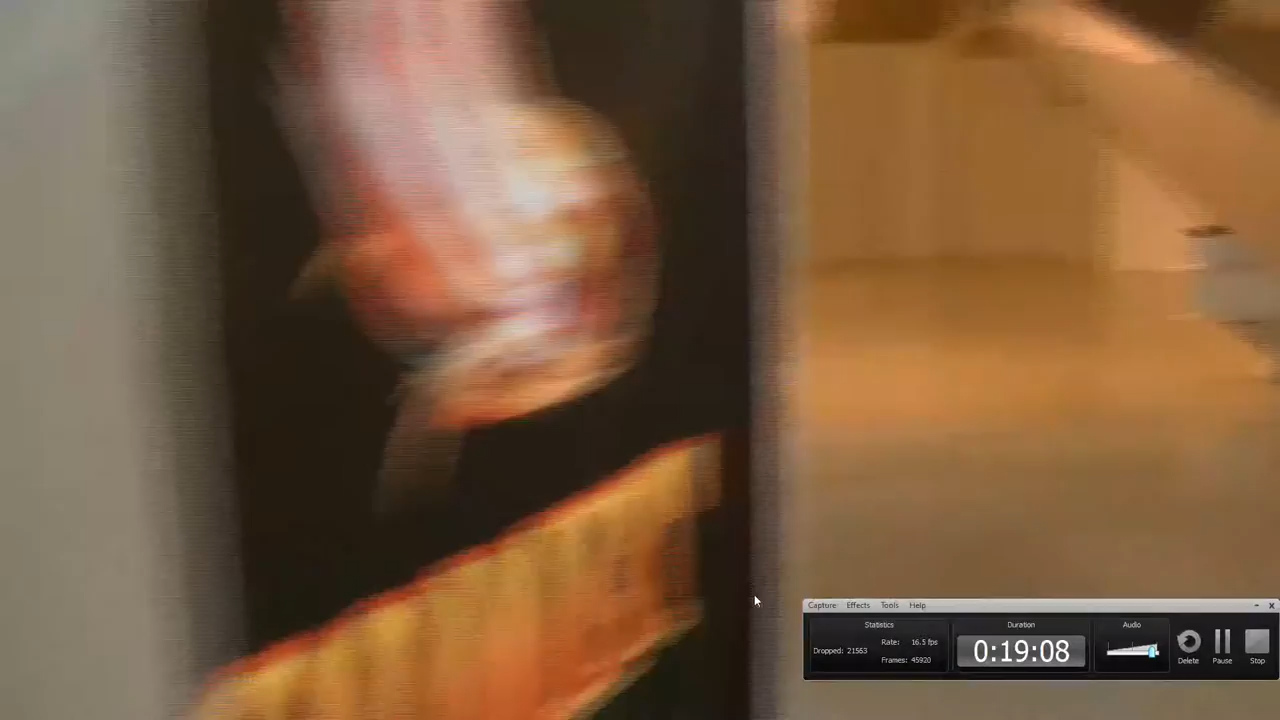 Capture Effects Tools Help
Statistics
Duration
Audio
Dropped: 21563
Rate: 16.5 fps
Frames: 45920
0:19:08
Delete
Pause
Stop